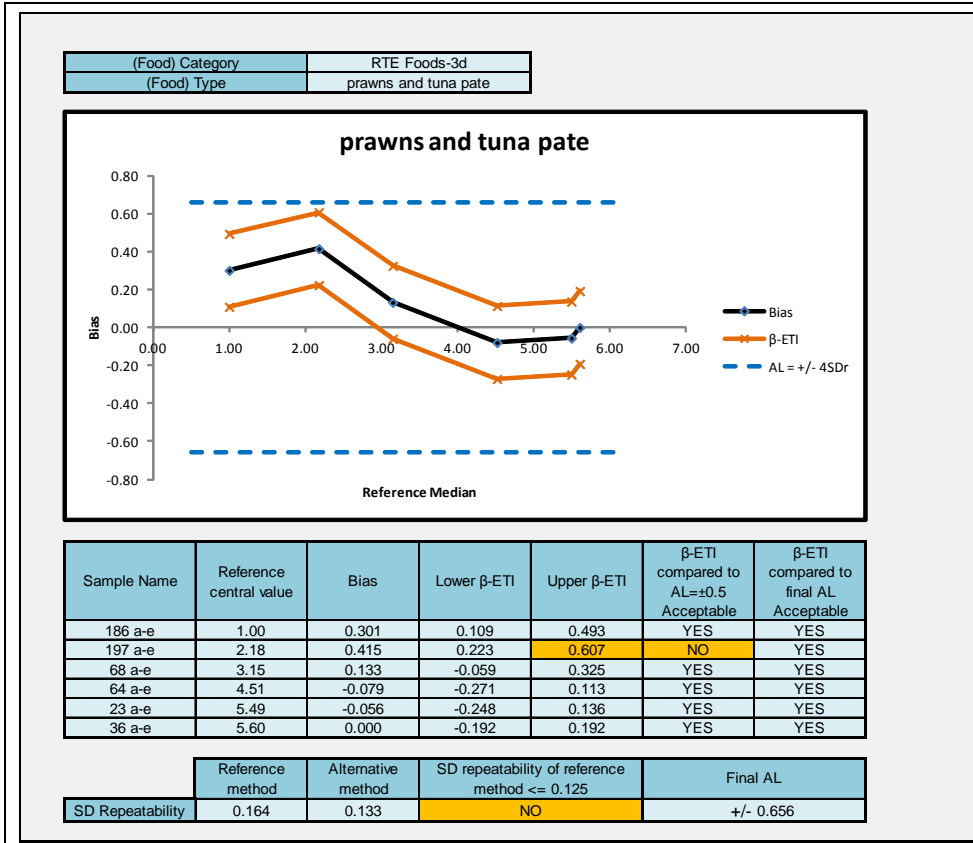 (Food) Category RTE Foods-3d
(Food) Type prawns and tuna pate
prawns and tuna pate
0.80
0.60
0.40
0.20
0.00
-0.20
-0.40
-0.60
-0.80
0.00 1.00 2.00 3.00 4.00 5.00 6.00 7.00
Bias
Reference Median
Bias
β-ETI
AL = +/- 4SDr
Sample Name Reference central value Bias Lower β-ETI Upper β-ETI β-ETI compared to AL=±0.5 Acceptable β-ETI compared to final AL Acceptable
186 a-e 1.00 0.301 0.109 0.493 YES YES
197 a-e 2.18 0.415 0.223 0.607 NO YES
68 a-e 3.15 0.133 -0.059 0.325 YES YES
64 a-e 4.51 -0.079 -0.271 0.113 YES YES
23 a-e 5.49 -0.056 -0.248 0.136 YES YES
36 a-e 5.60 0.000 -0.192 0.192 YES YES
Reference method Alternative method SD repeatability of reference method <= 0.125 Final AL
SD Repeatability 0.164 0.133 NO +/- 0.656